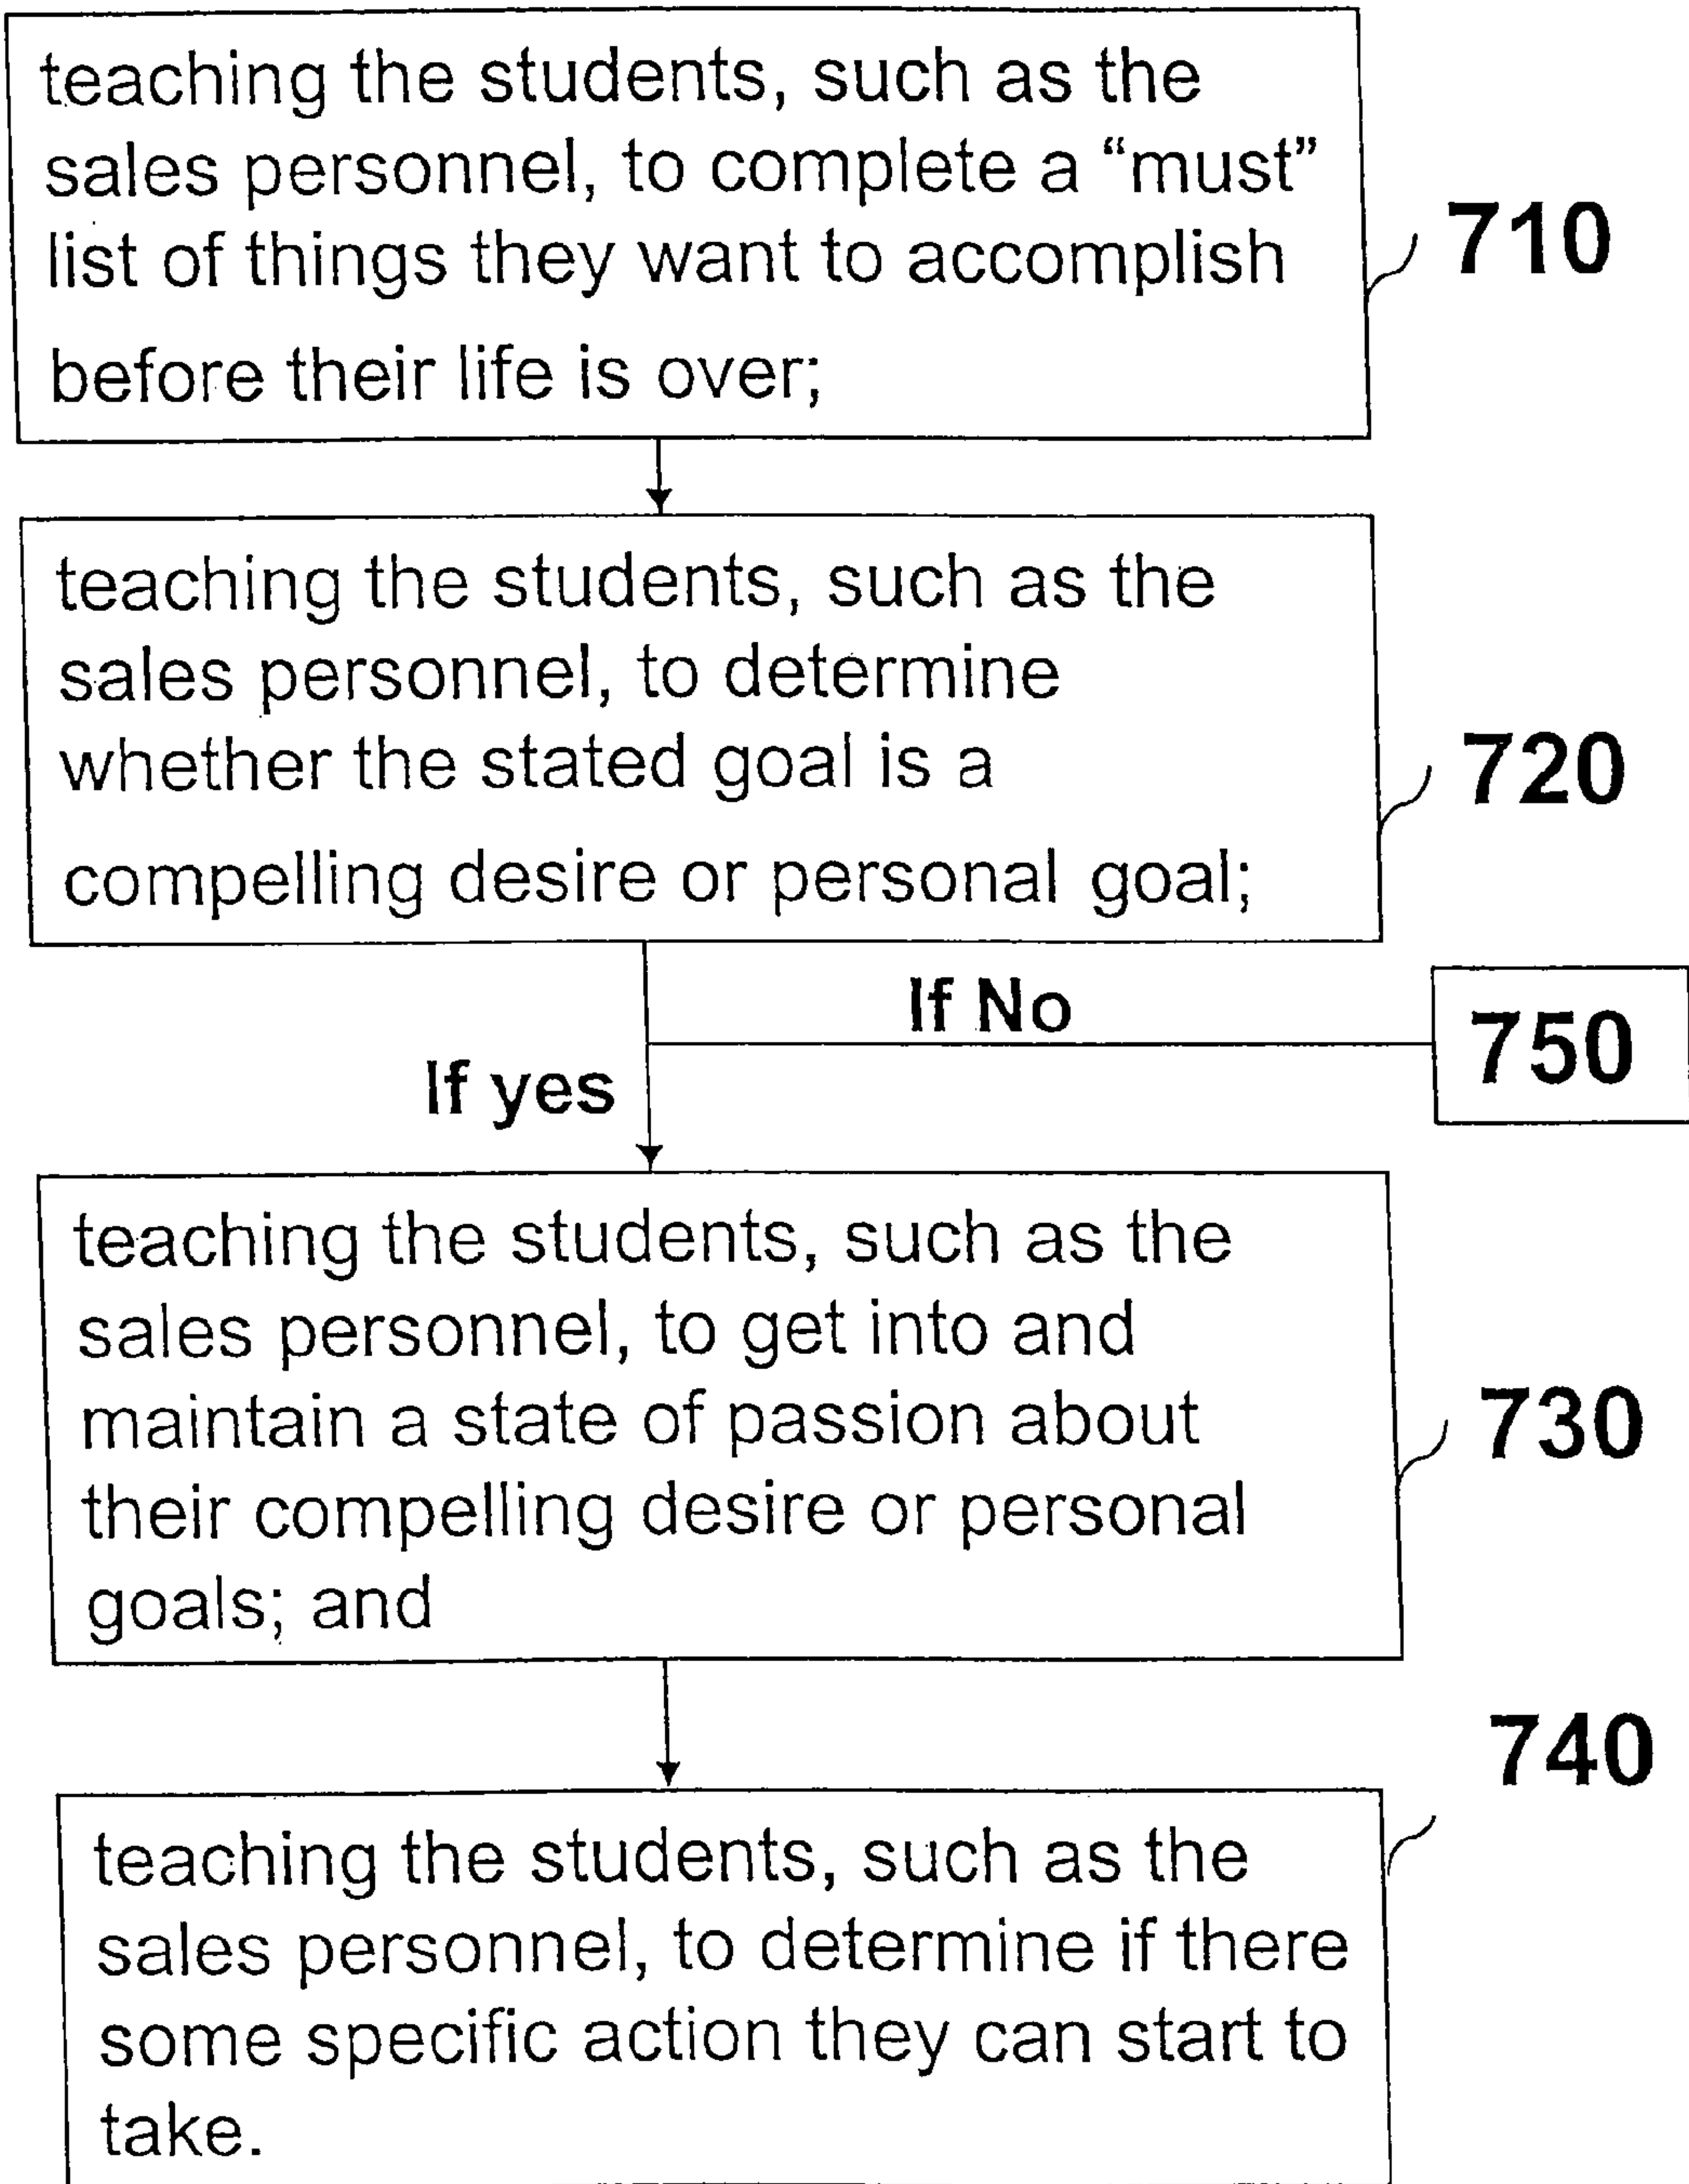 teaching the students, such as the
sales personnel, to complete a “must”
list of things they want to accomplish
before their life is over;
710
teaching the students, such as the
sales personnel, to determine
whether the stated goal is a
compelling desire or personal goal;
720
If No
750
If yes
teaching the students, such as the
sales personnel, to get into and
maintain a state of passion about
their compelling desire or personal
goals; and
730
740
teaching the students, such as the
sales personnel, to determine if there
some specific action they can start to
take.